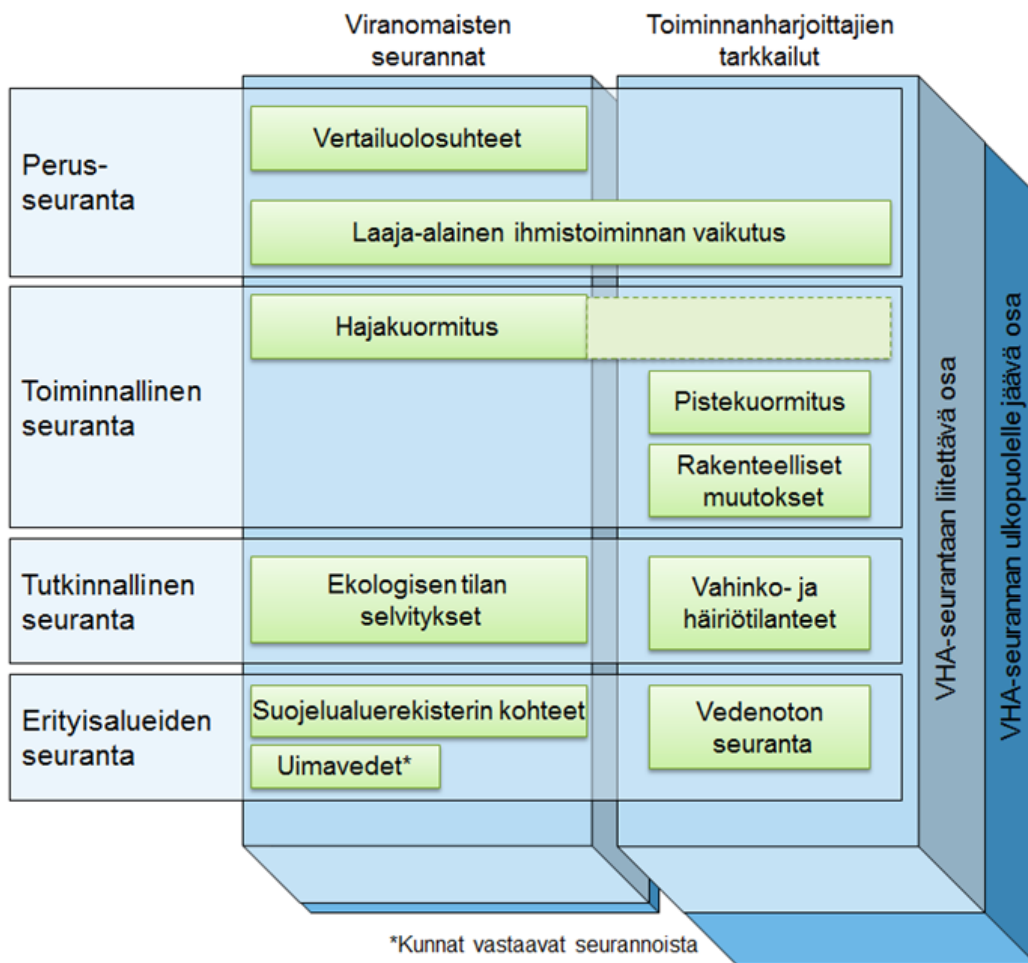 Viranomaisten
seurannat
Toiminnanharjoittajien
tarkkailut
Perus-
seuranta
Vertailuolosuhteet
Laaja-alainen ihmistoiminnan vaikutus
Toiminnallinen
seuranta
Hajakuormitus
Pistekuormitus
Rakenteelliset
muutokset
Tutkinnallinen
seuranta
Ekologisen tilan
selvitykset
Vahinko- ja
häiriötilanteet
Erityisalueiden
seuranta
Suojelualuerekisterin kohteet
Uimavedet*
Vedenoton
seuranta
VHA-seurantaan liitettävä osa
VHA-seurannan ulkopuolelle jäävä osa
*Kunnat vastaavat seurannoista